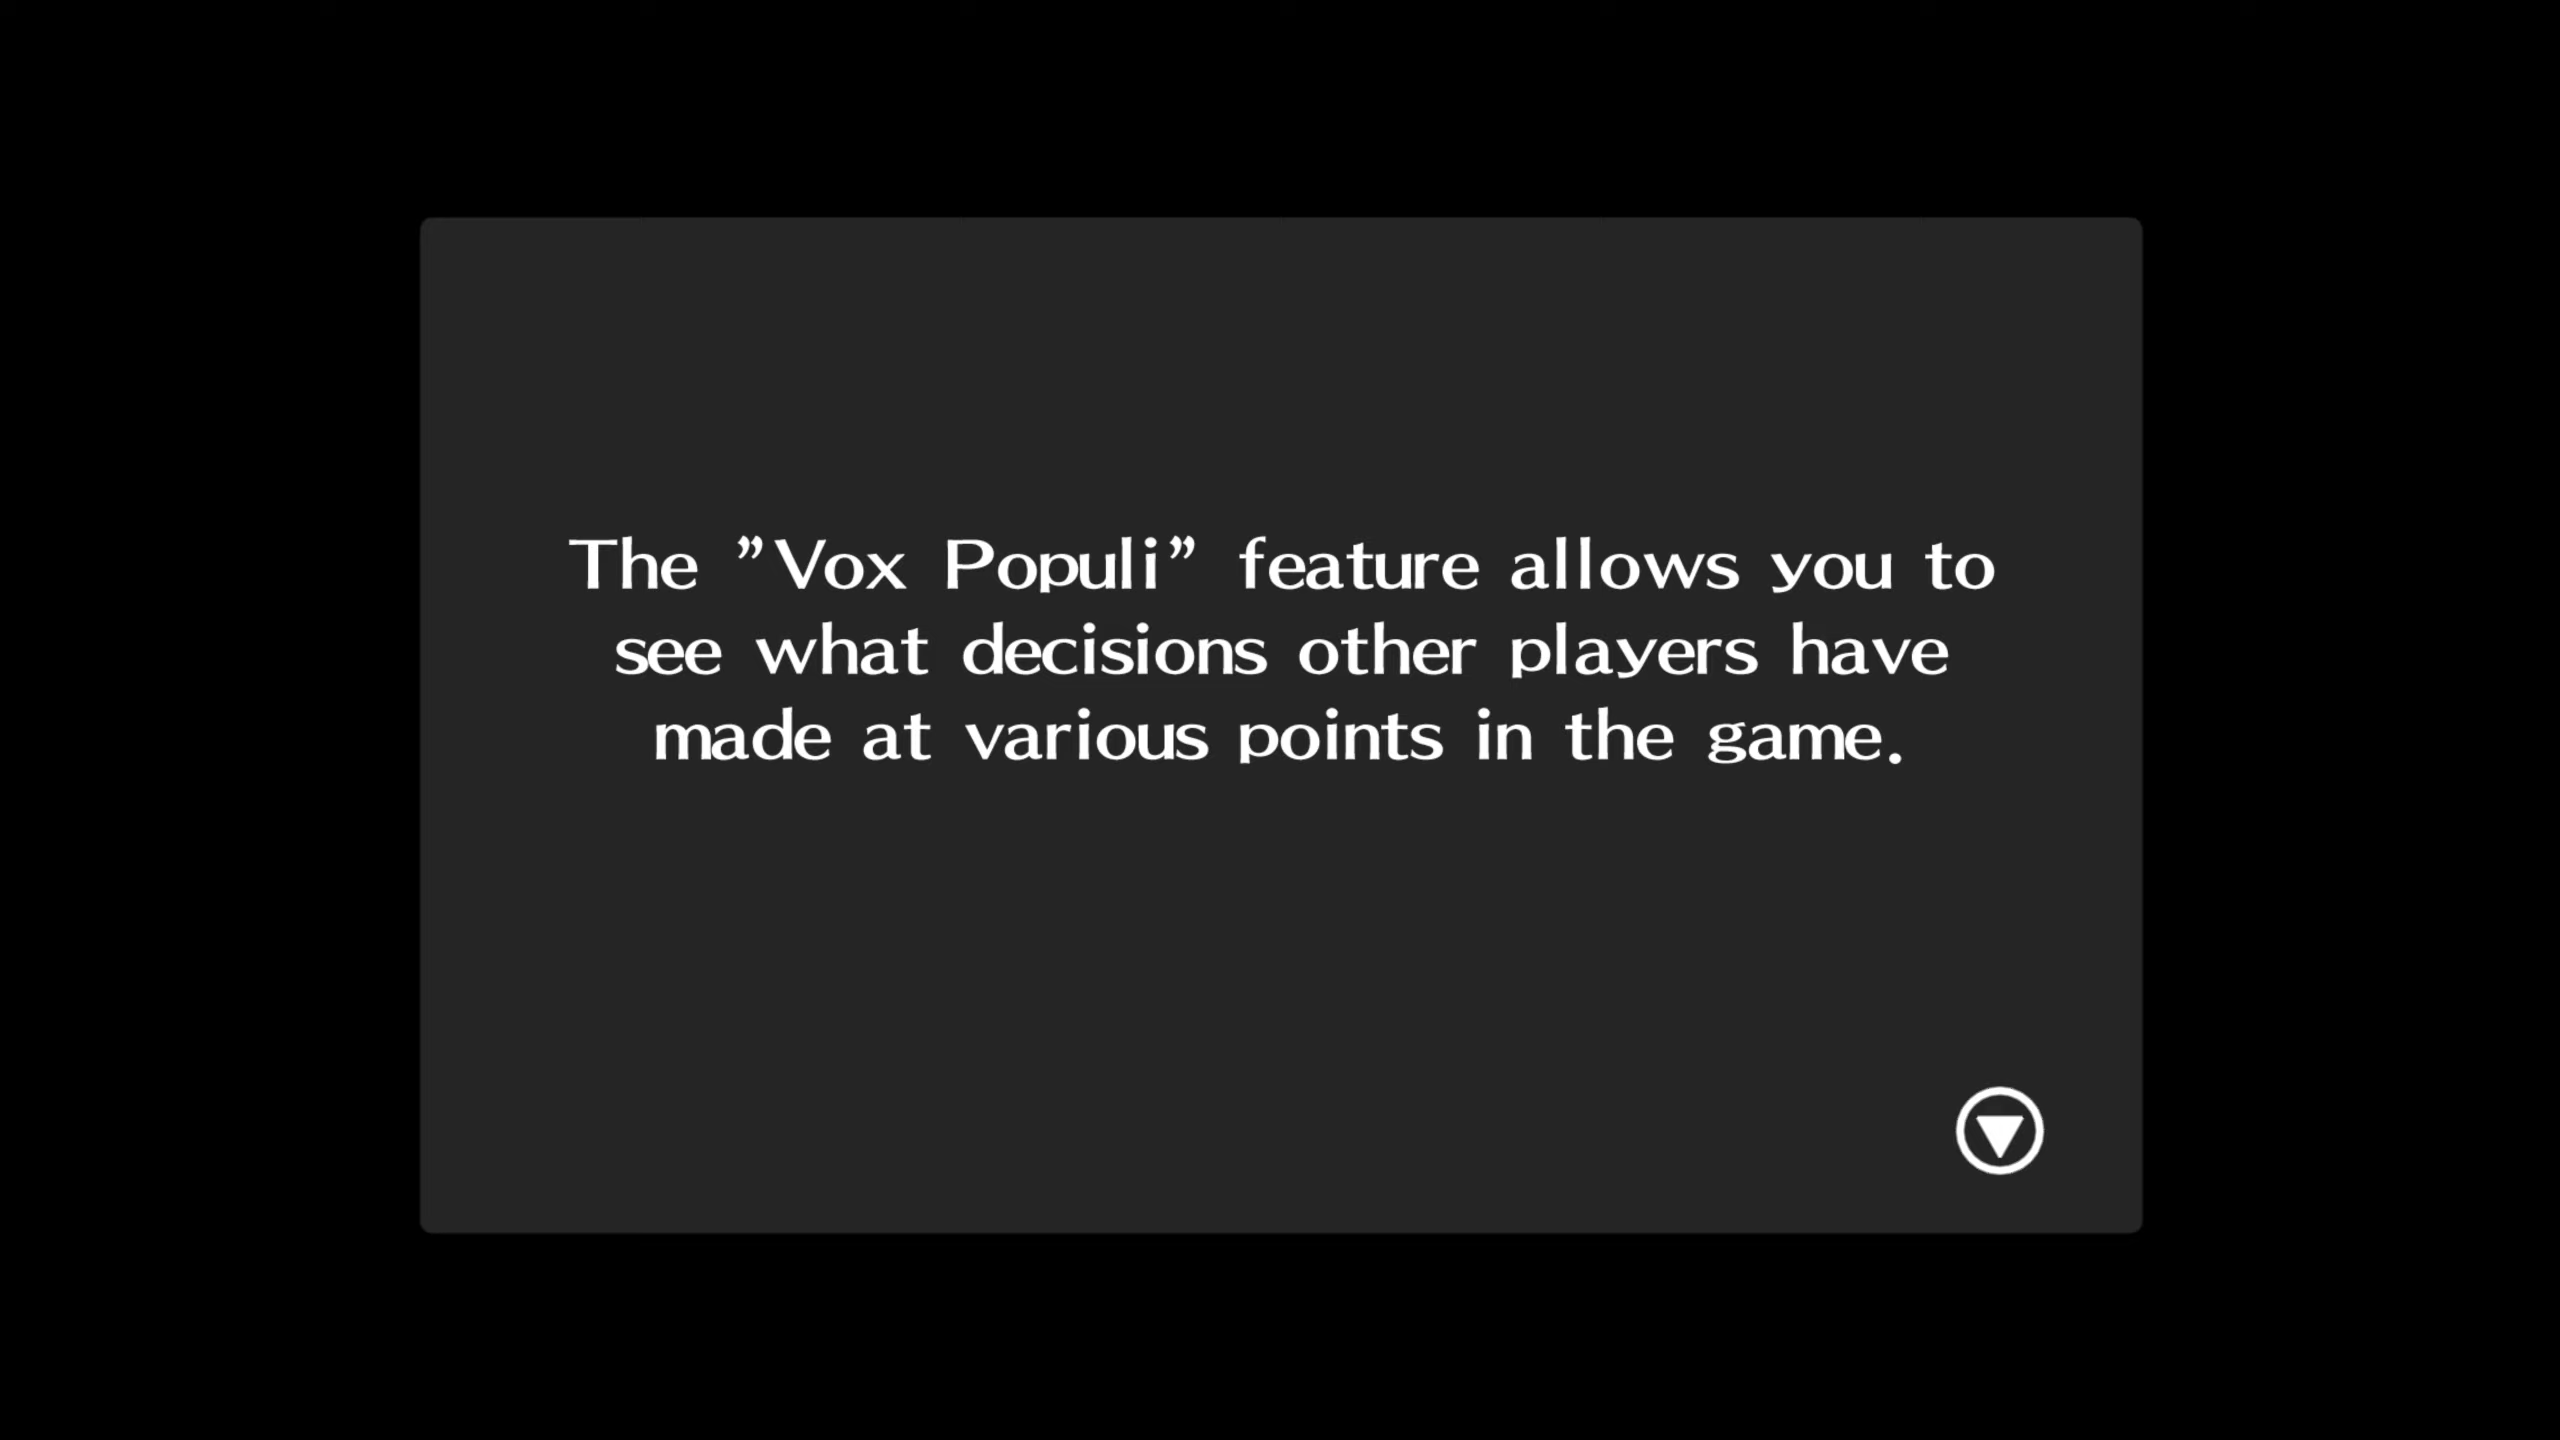 The ”Vox Populi” feature allows you to
see what decisions other players have
made at various points in the game.